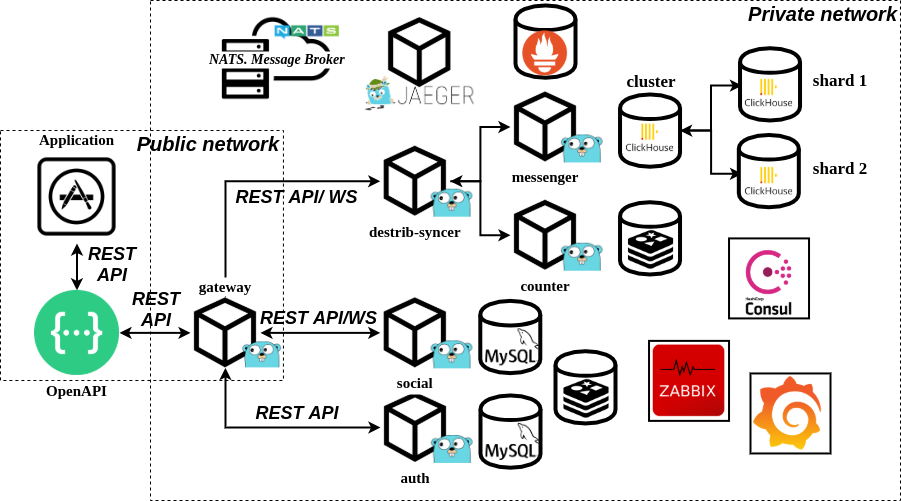 Private network
NATS
NATS. Message Broker
JAEGER
cluster
ClickHouse
ClickHouse
shard 1
ClickHouse
shard 2
Application
Public network
messenger
REST API/ WS
destrib-syncer
REST
API
gateway
counter
HashiCorp
Consul
REST
API
REST API/WS
OpenAPI
social
MySQL
ZABBIX
REST API
auth
MySQL